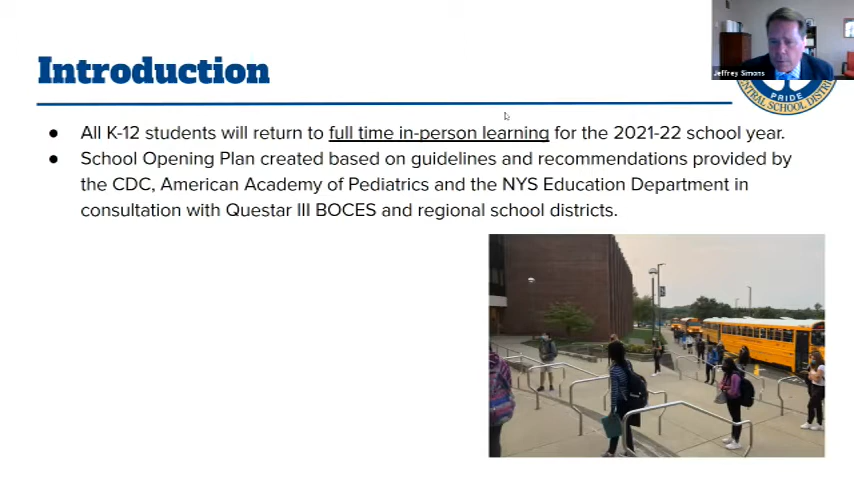 Introduction
Jeffrey Simons
PRIDE
CENTRAL SCHOOL DISTRI
● All K-12 students will return to full time in-person learning for the 2021-22 school year.
● School Opening Plan created based on guidelines and recommendations provided by
the CDC, American Academy of Pediatrics and the NYS Education Department in
consultation with Questar III BOCES and regional school districts.